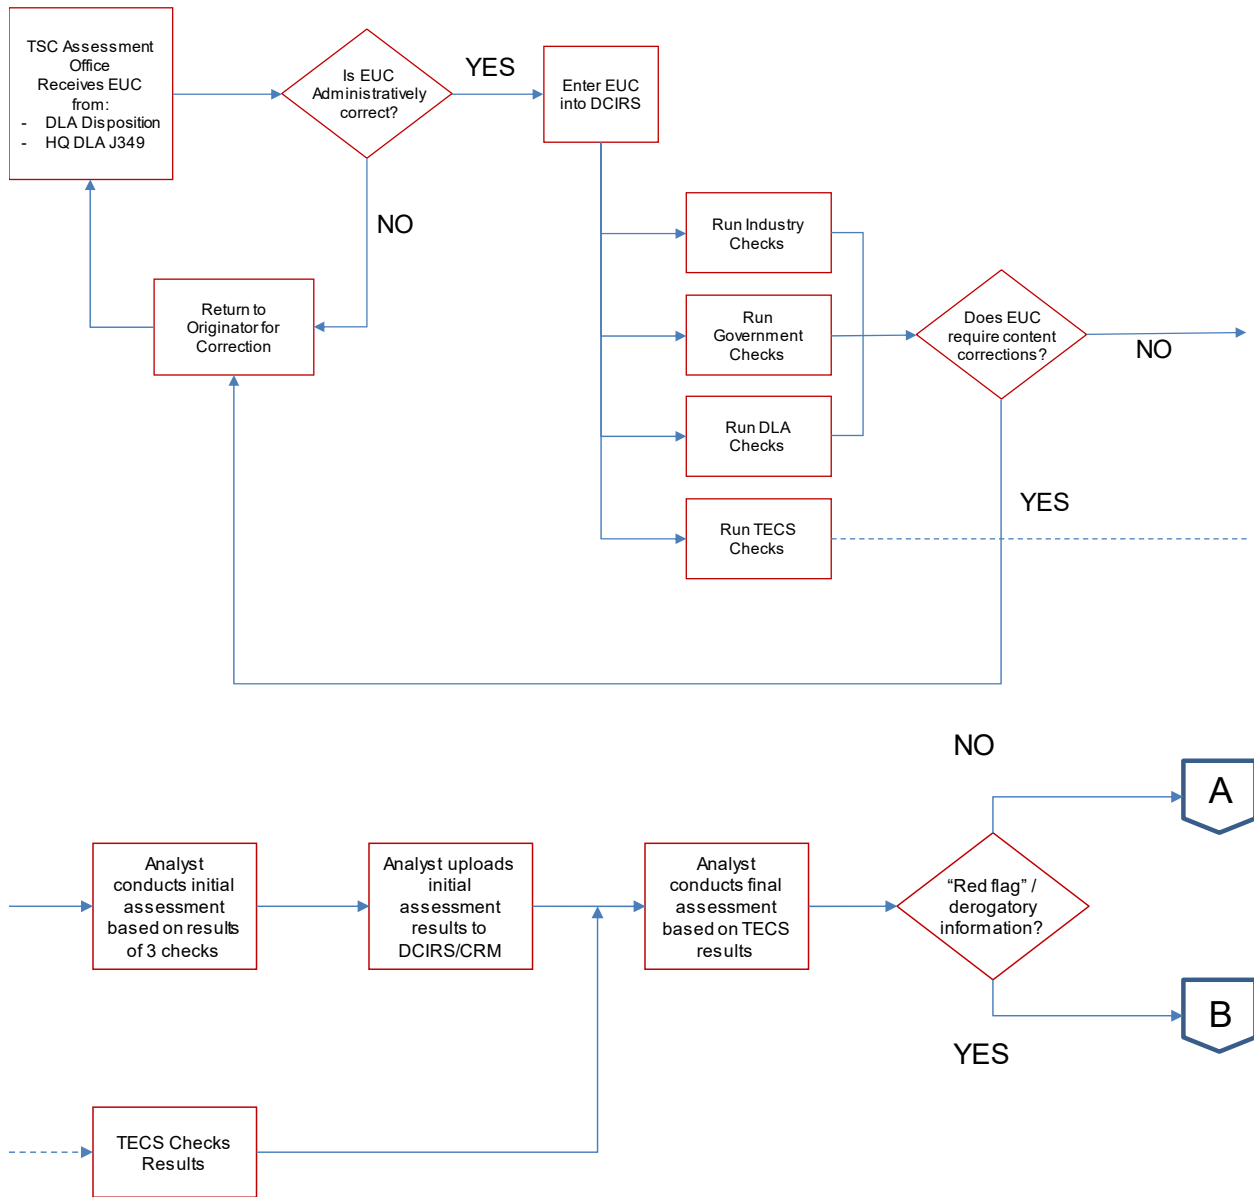 TSC Assessment
Office
Receives EUC
from:
- DLA Disposition
- HQ DLA J349
Is EUC
Administratively
correct?
YES
Enter EUC
into DCIRS
NO
Return to
Originator for
Correction
Run Industry
Checks
Run
Government
Checks
Run DLA
Checks
Run TECS
Checks
Does EUC
require content
corrections?
NO
YES
Analyst
conducts initial
assessment
based on results
of 3 checks
Analyst uploads
initial
assessment
results to
DCIRS/CRM
Analyst
conducts final
assessment
based on TECS
results
“Red flag” /
derogatory
information?
NO
A
YES
B
TECS Checks
Results